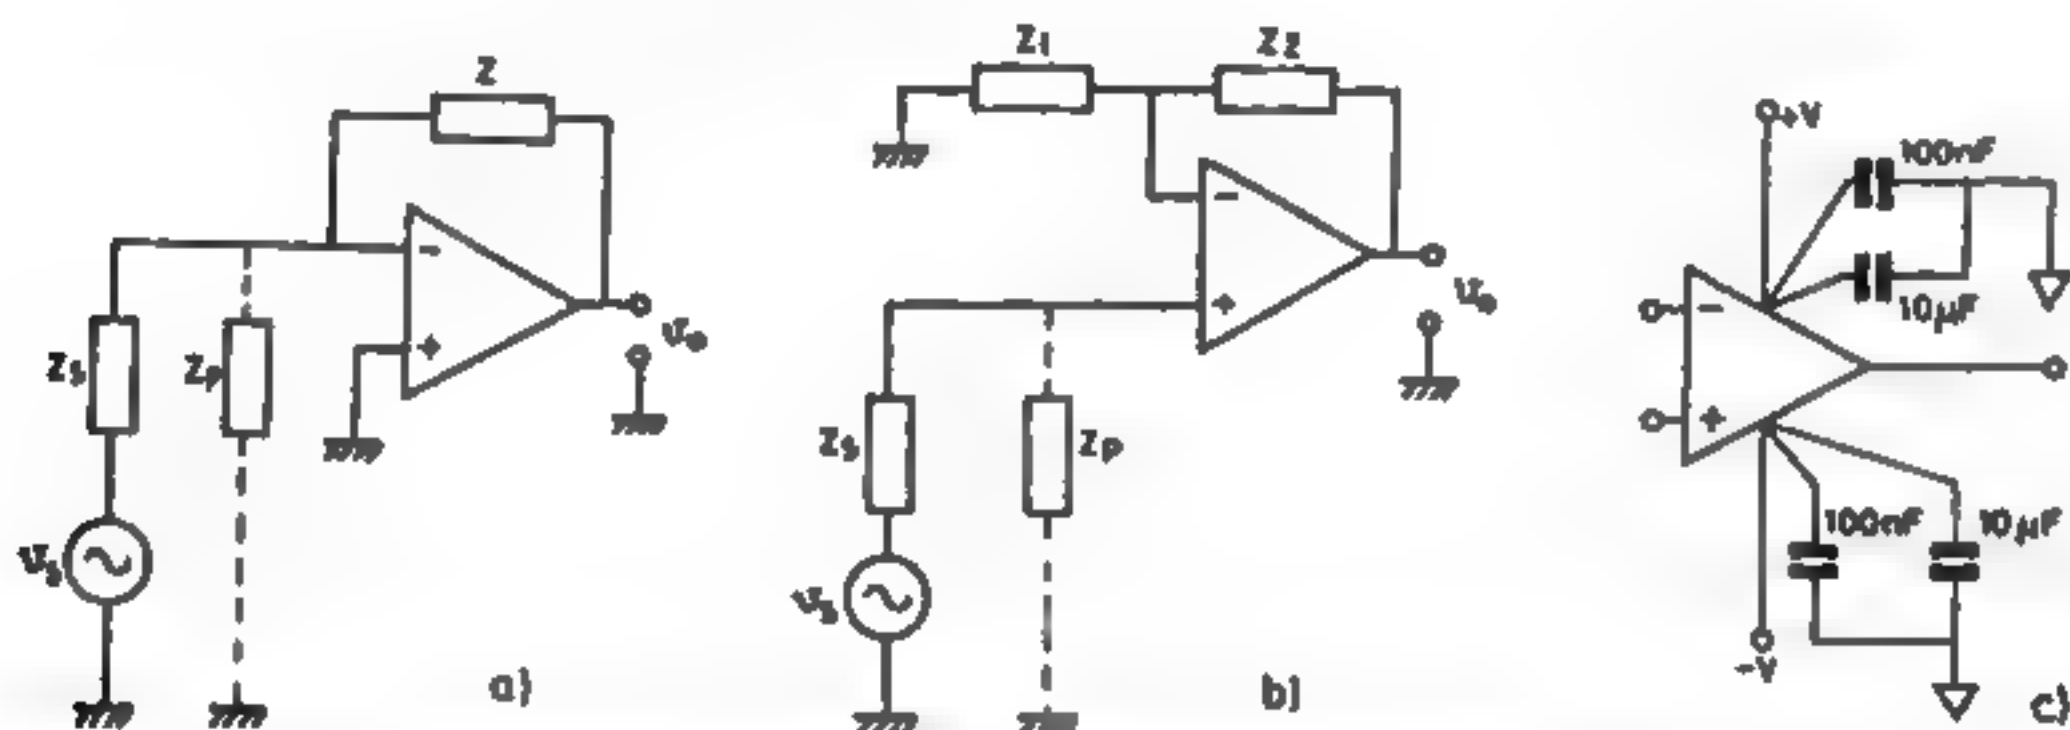 Z
-
+
Zs
Zp
vs
vo
a)
Z1
Z2
-
+
Zs
Zp
vs
vo
b)
+V
100nF
10µF
-
+
100nF
10µF
-V
c)